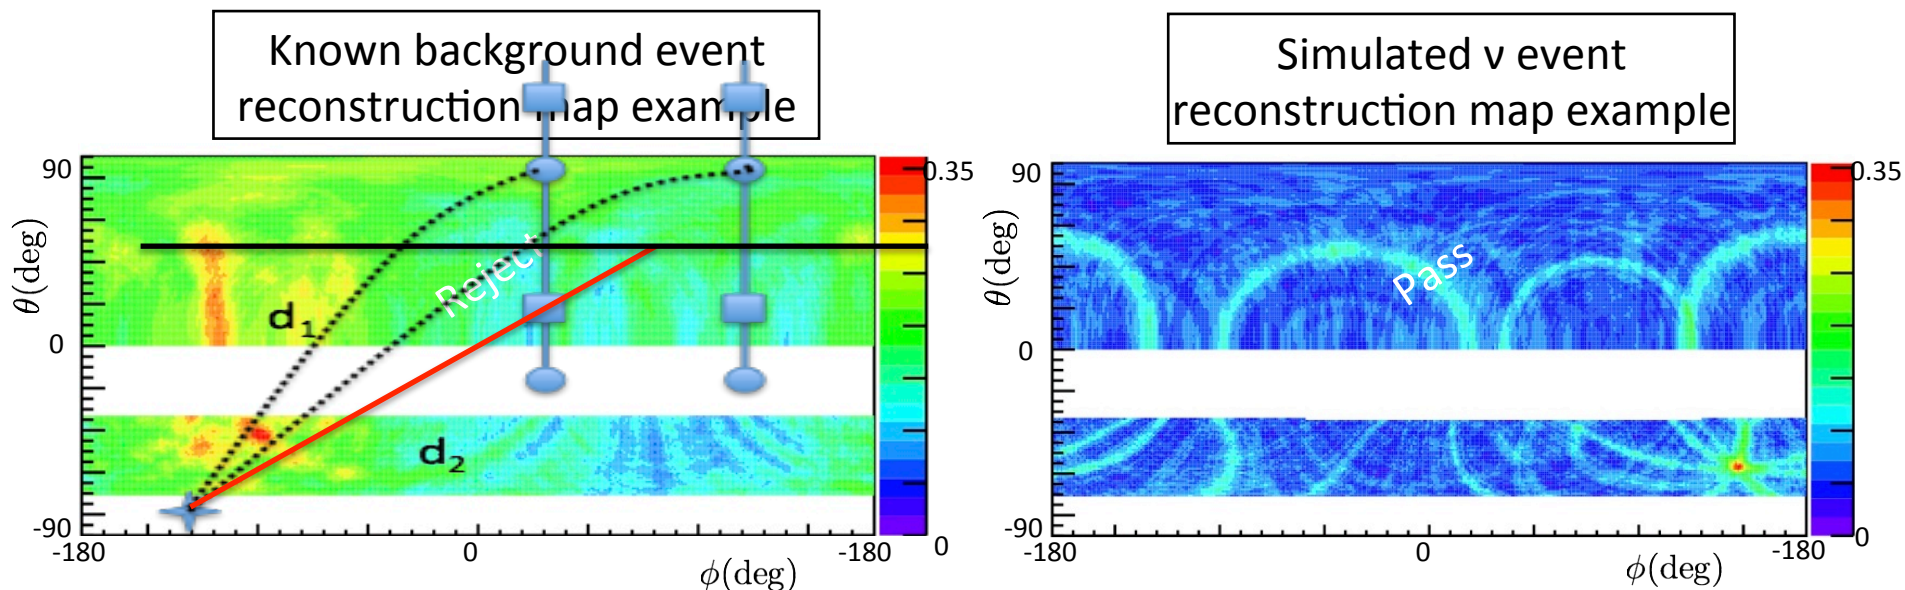 Known background event
reconstruction map example
90
0
-90
θ(deg)
-180
0
-180
ϕ(deg)
0.35
0
Reject
d1
d2
Simulated ν event
reconstruction map example
90
0
-90
θ(deg)
-180
0
-180
ϕ(deg)
0.35
0
Pass